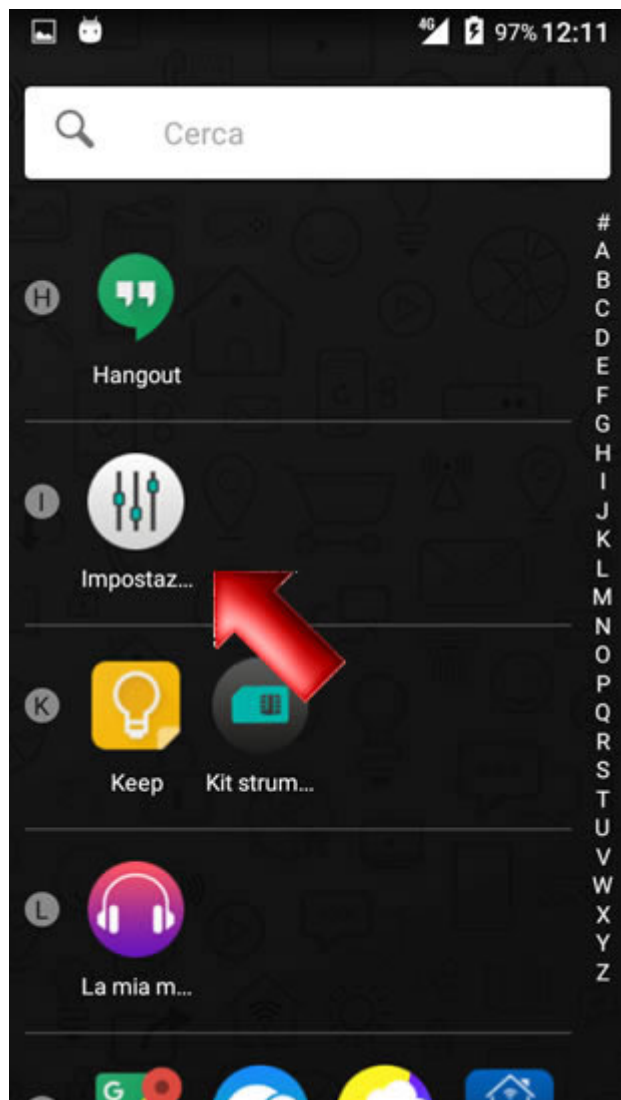 4G 97% 12:11
Cerca
H
Hangout
I
Impostaz...
K
Keep
Kit strum...
L
La mia m...
G
#
A
B
C
D
E
F
G
H
I
J
K
L
M
N
O
P
Q
R
S
T
U
V
W
X
Y
Z